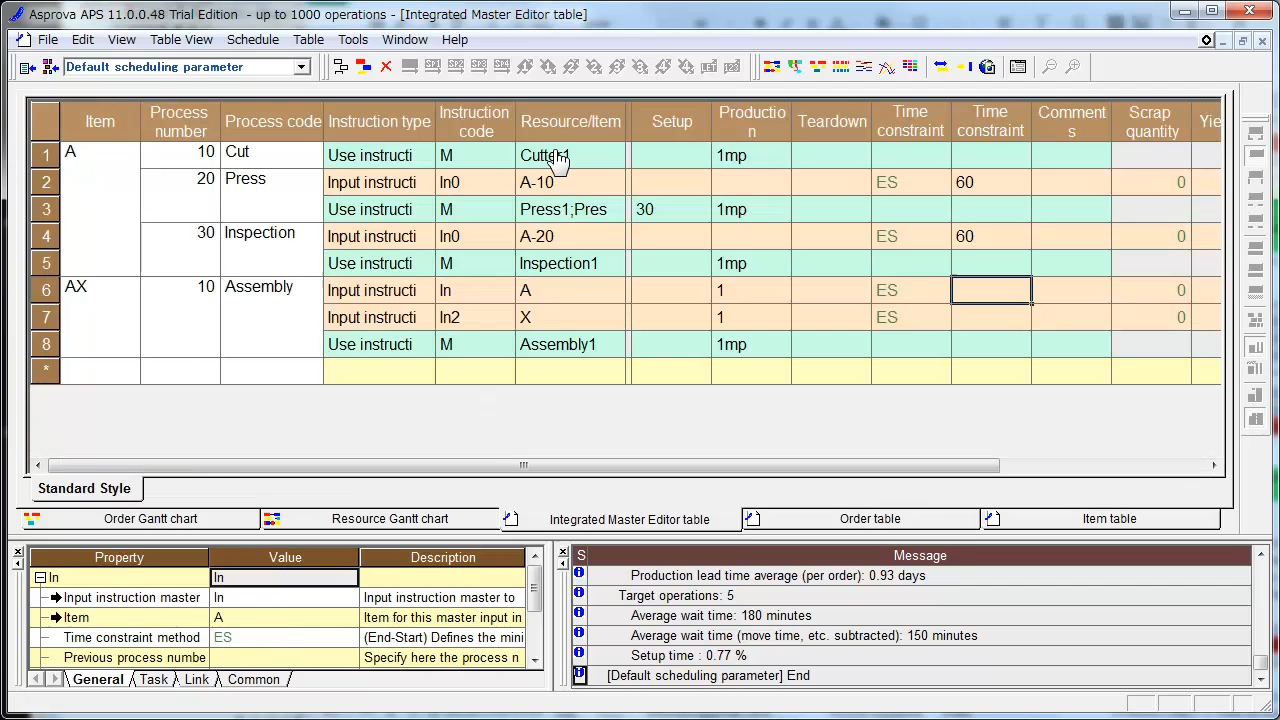 Asprova APS 11.0.0.48 Trial Edition - up to 1000 operations - [Integrated Master Editor table]
File Edit View Table View Schedule Table Tools Window Help
Default scheduling parameter
Item Process number Process code Instruction type Instruction code Resource/Item Setup Productio n Teardown Time constraint Time constraint Comment s Scrap quantity Yie
1 A 10 Cut Use instructi M 1mp
2 20 Press Input instructi In0 A-10 ES 60 0
3 Use instructi M Press1;Pres 30 1mp
4 30 Inspection Input instructi In0 A-20 ES 60 0
5 Use instructi M Inspection1 1mp
6 AX 10 Assembly Input instructi In A 1 ES 0
7 Input instructi In2 X 1 ES 0
8 Use instructi M Assembly1 1mp
*
Standard Style
Order Gantt chart Resource Gantt chart Integrated Master Editor table Order table Item table
Property Value Description
In In
Input instruction master In Input instruction master to
Item A Item for this master input in
Time constraint method ES (End-Start) Defines the mini
Previous process numbe Specify here the process n
General Task Link Common
S Message
Production lead time average (per order): 0.93 days
Target operations: 5
Average wait time: 180 minutes
Average wait time (move time, etc. subtracted): 150 minutes
Setup time : 0.77 %
[Default scheduling parameter] End